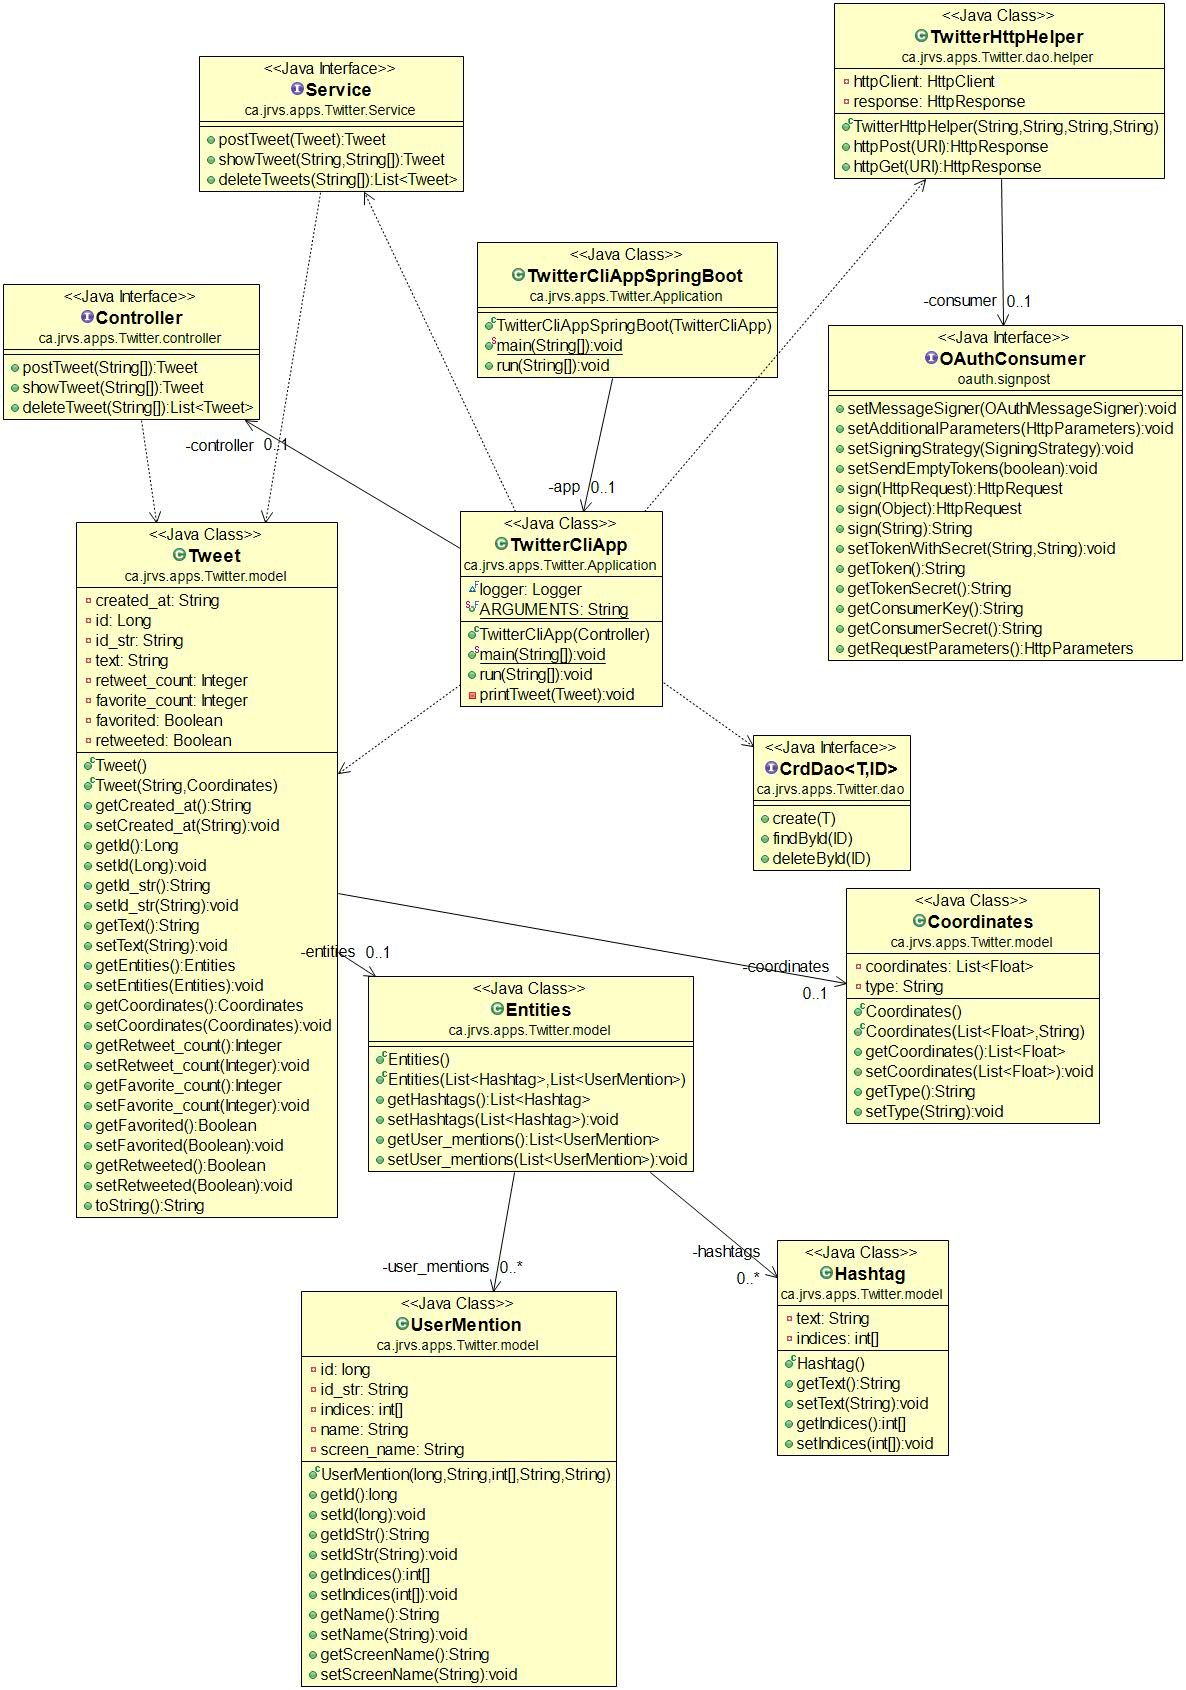 <<Java Class>>
TwitterHttpHelper
ca.jrvs.apps.Twitter.dao.helper
httpClient: HttpClient
response: HttpResponse
TwitterHttpHelper(String,String,String,String)
httpPost(URI):HttpResponse
httpGet(URI):HttpResponse
<<Java Interface>>
Service
ca.jrvs.apps.Twitter.Service
postTweet(Tweet):Tweet
showTweet(String,String[]):Tweet
deleteTweets(String[]):List<Tweet>
<<Java Class>>
TwitterCliAppSpringBoot
ca.jrvs.apps.Twitter.Application
TwitterCliAppSpringBoot(TwitterCliApp)
main(String[]):void
run(String[]):void
<<Java Interface>>
Controller
ca.jrvs.apps.Twitter.controller
postTweet(String[]):Tweet
showTweet(String[]):Tweet
deleteTweet(String[]):List<Tweet>
-consumer 0..1
<<Java Interface>>
OAuthConsumer
oauth.signpost
setMessageSigner(OAuthMessageSigner):void
setAdditionalParameters(HttpParameters):void
setSigningStrategy(SigningStrategy):void
setSendEmptyTokens(boolean):void
sign(HttpRequest):HttpRequest
sign(Object):HttpRequest
sign(String):String
setTokenWithSecret(String,String):void
getToken():String
getTokenSecret():String
getConsumerKey():String
getConsumerSecret():String
getRequestParameters():HttpParameters
-controller 0..1
-app 0..1
<<Java Class>>
TwitterCliApp
ca.jrvs.apps.Twitter.Application
logger: Logger
ARGUMENTS: String
TwitterCliApp(Controller)
main(String[]):void
run(String[]):void
printTweet(Tweet):void
<<Java Class>>
Tweet
ca.jrvs.apps.Twitter.model
created_at: String
id: Long
id_str: String
text: String
retweet_count: Integer
favorite_count: Integer
favorited: Boolean
retweeted: Boolean
Tweet()
Tweet(String,Coordinates)
getCreated_at():String
setCreated_at(String):void
getId():Long
setId(Long):void
getId_str():String
setId_str(String):void
getText():String
setText(String):void
getEntities():Entities
setEntities(Entities):void
getCoordinates():Coordinates
setCoordinates(Coordinates):void
getRetweet_count():Integer
setRetweet_count(Integer):void
getFavorite_count():Integer
setFavorite_count(Integer):void
getFavorited():Boolean
setFavorited(Boolean):void
getRetweeted():Boolean
setRetweeted(Boolean):void
toString():String
<<Java Interface>>
CrdDao<T,ID>
ca.jrvs.apps.Twitter.dao
create(T)
findById(ID)
deleteById(ID)
-entities 0..1
-coordinates
0..1
<<Java Class>>
Coordinates
ca.jrvs.apps.Twitter.model
coordinates: List<Float>
type: String
Coordinates()
Coordinates(List<Float>,String)
getCoordinates():List<Float>
setCoordinates(List<Float>):void
getType():String
setType(String):void
<<Java Class>>
Entities
ca.jrvs.apps.Twitter.model
Entities()
Entities(List<Hashtag>,List<UserMention>)
getHashtags():List<Hashtag>
setHashtags(List<Hashtag>):void
getUser_mentions():List<UserMention>
setUser_mentions(List<UserMention>):void
-user_mentions 0..*
-hashtags
0..*
<<Java Class>>
Hashtag
ca.jrvs.apps.Twitter.model
text: String
indices: int[]
Hashtag()
getText():String
setText(String):void
getIndices():int[]
setIndices(int[]):void
<<Java Class>>
UserMention
ca.jrvs.apps.Twitter.model
id: long
id_str: String
indices: int[]
name: String
screen_name: String
UserMention(long,String,int[],String,String)
getId():long
setId(long):void
getIdStr():String
setIdStr(String):void
getIndices():int[]
setIndices(int[]):void
getName():String
setName(String):void
getScreenName():String
setScreenName(String):void